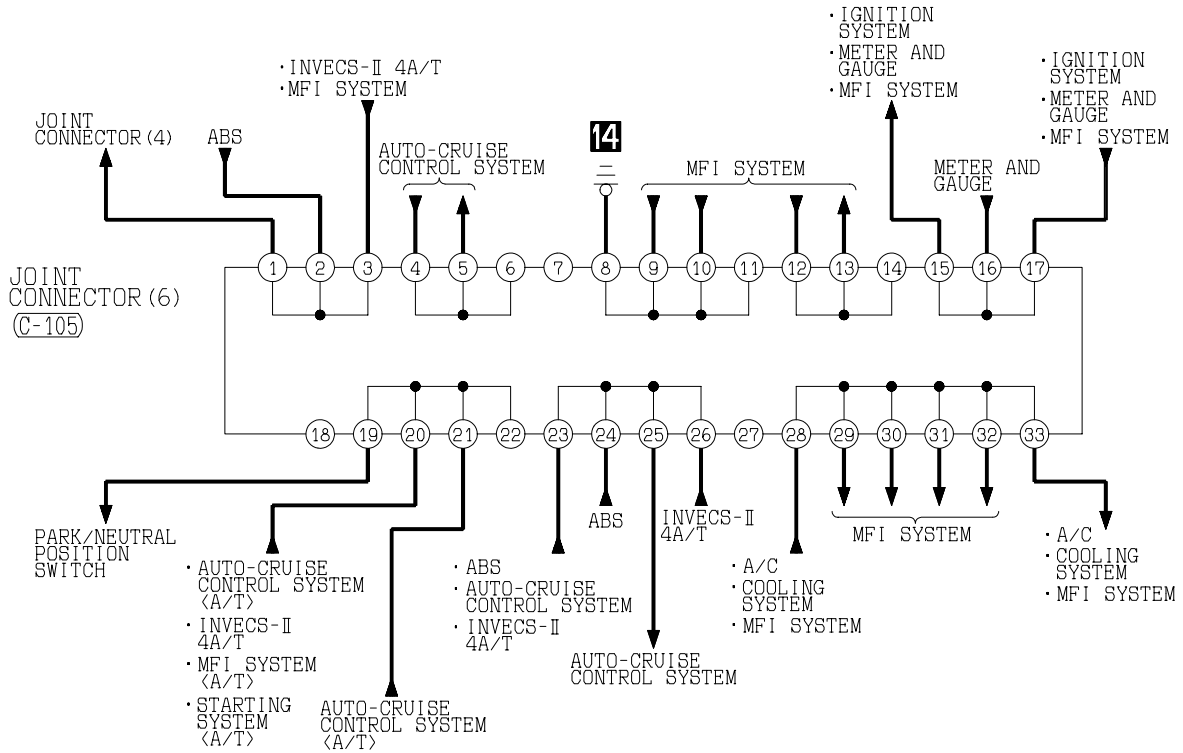 · IGNITION
SYSTEM
· METER AND
GAUGE
· MFI SYSTEM
· IGNITION
SYSTEM
· METER AND
GAUGE
· MFI SYSTEM
· INVECS-Ⅱ 4A/T
· MFI SYSTEM
JOINT
CONNECTOR(4)
ABS
AUTO-CRUISE
CONTROL SYSTEM
14
MFI SYSTEM
METER AND
GAUGE
1 2 3 4 5 6 7 8 9 10 11 12 13 14 15 16 17
JOINT
CONNECTOR(6)
C-105
18 19 20 21 22 23 24 25 26 27 28 29 30 31 32 33
PARK/NEUTRAL
POSITION
SWITCH
· AUTO-CRUISE
CONTROL SYSTEM
〈A/T〉
· INVECS-Ⅱ
4A/T
· MFI SYSTEM
〈A/T〉
· STARTING
SYSTEM
〈A/T〉
AUTO-CRUISE
CONTROL SYSTEM
〈A/T〉
· ABS
· AUTO-CRUISE
CONTROL SYSTEM
· INVECS-Ⅱ
4A/T
ABS
AUTO-CRUISE
CONTROL SYSTEM
INVECS-Ⅱ
4A/T
· A/C
· COOLING
SYSTEM
· MFI SYSTEM
MFI SYSTEM
· A/C
· COOLING
SYSTEM
· MFI SYSTEM